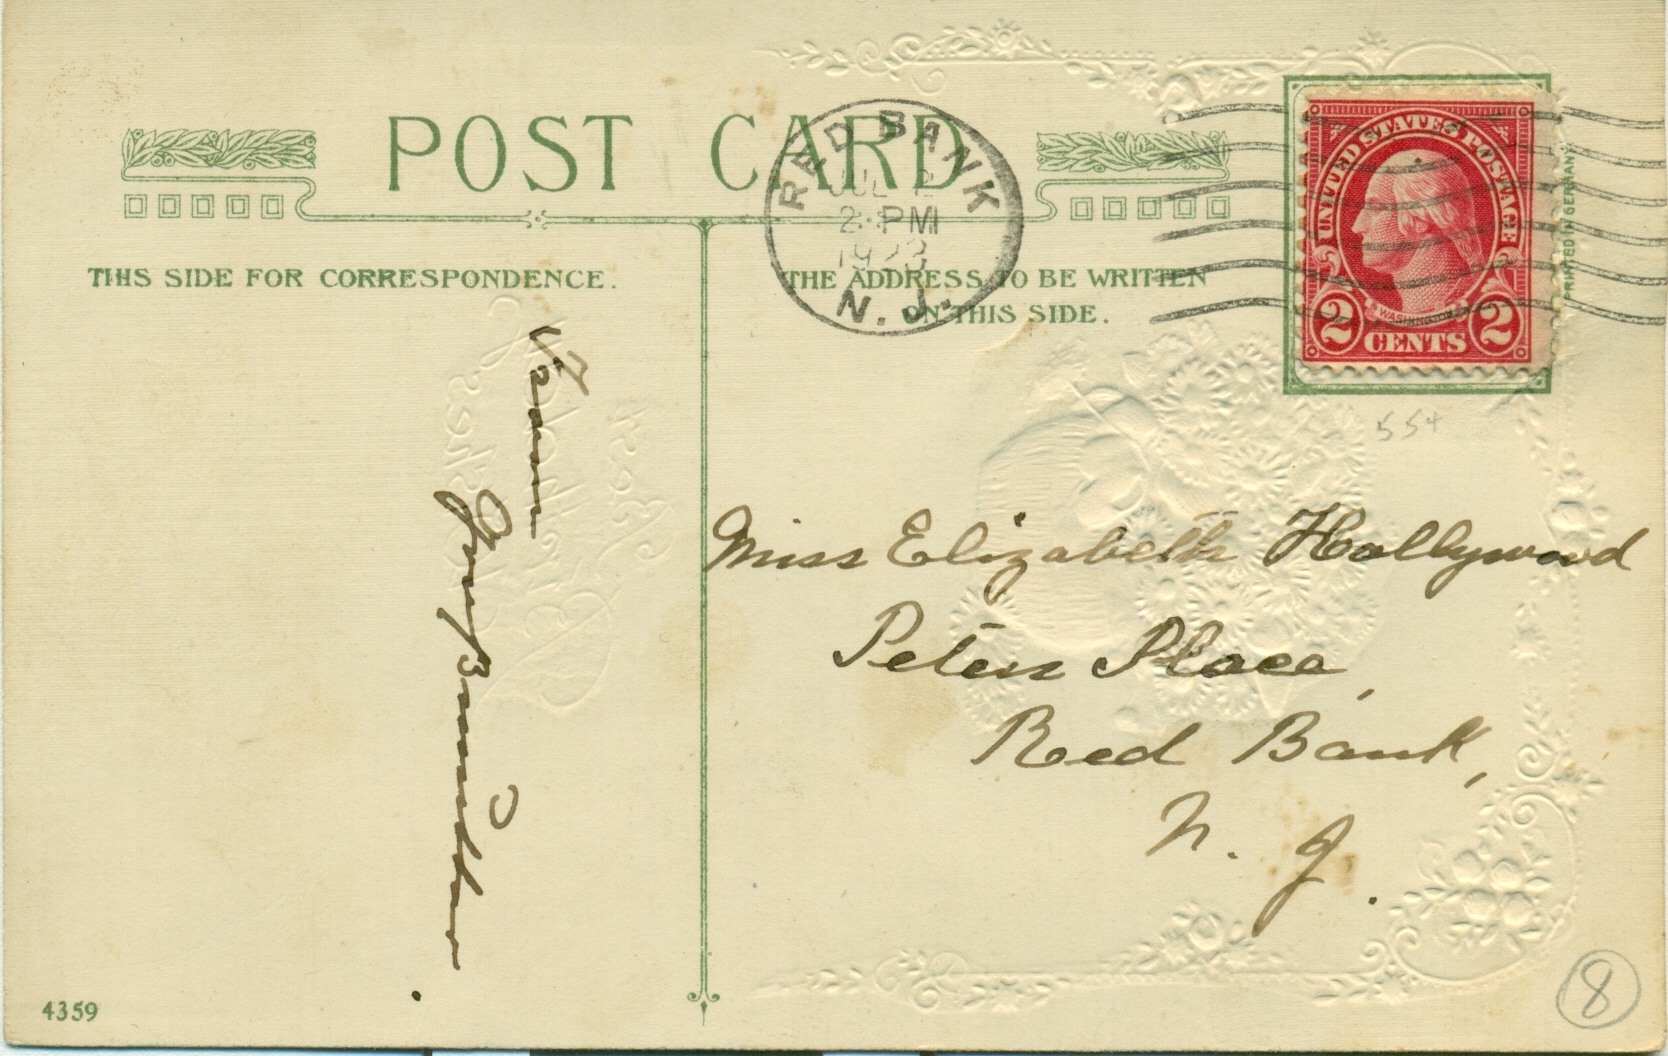 POST CARD
THIS SIDE FOR CORRESPONDENCE.
THE ADDRESS TO BE WRITTEN
ON THIS SIDE.
RED BANK
JUL 2
2 PM
1923
N. J.
UNITED STATES POSTAGE
WASHINGTON
2 CENTS 2
PRINTED IN GERMANY
554
From
Miss Elizabeth Hollywood
Peters Place,
Red Bank,
N. J.
4359
8